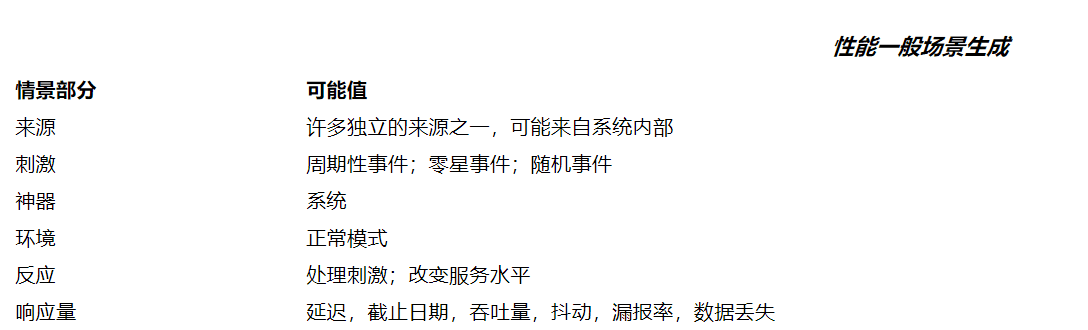 性能一般场景生成
情景部分 可能值
来源 许多独立的来源之一，可能来自系统内部
刺激 周期性事件；零星事件；随机事件
神器 系统
环境 正常模式
反应 处理刺激；改变服务水平
响应量 延迟，截止日期，吞吐量，抖动，漏报率，数据丢失